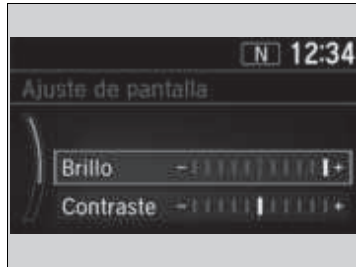 N 12:34
Ajuste de pantalla
Brillo - +
Contraste - +